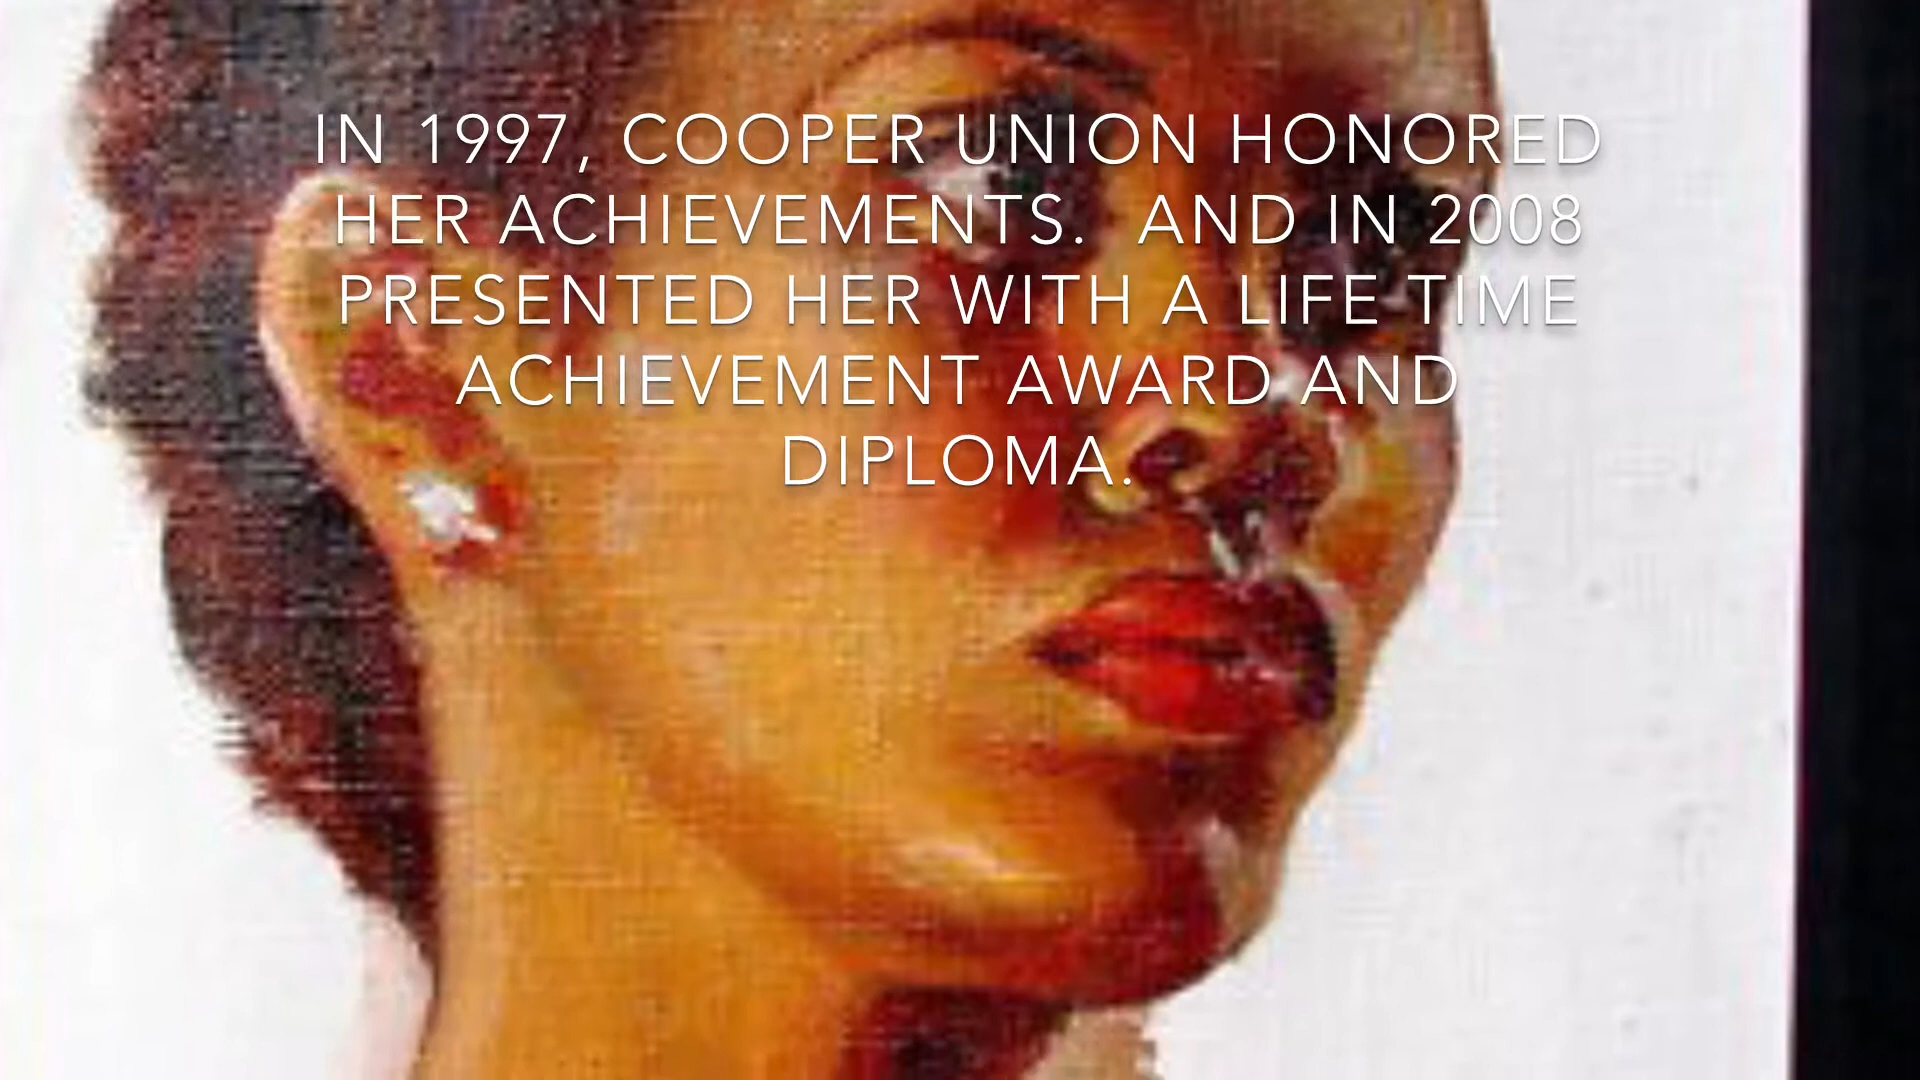 IN 1997, COOPER UNION HONORED
HER ACHIEVEMENTS.  AND IN 2008
PRESENTED HER WITH A LIFE TIME
ACHIEVEMENT AWARD AND
DIPLOMA.